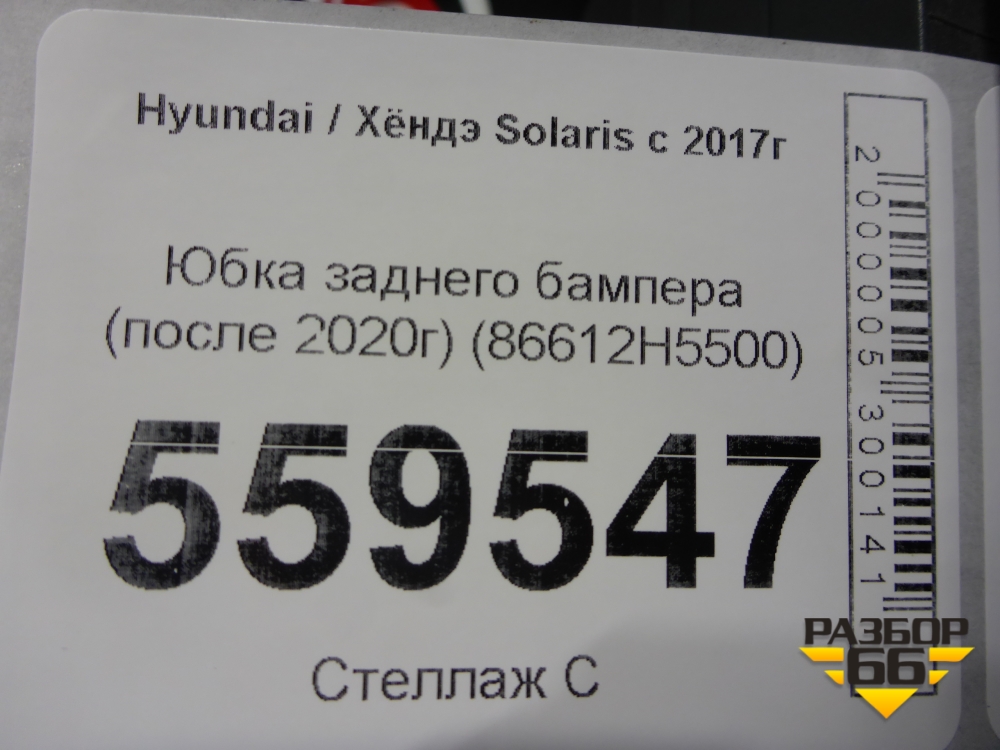 Hyundai / Хёндэ Solaris с 2017г
Юбка заднего бампера
(после 2020г) (86612H5500)
559547
Стеллаж С
2000005300141
РАЗБОР
66